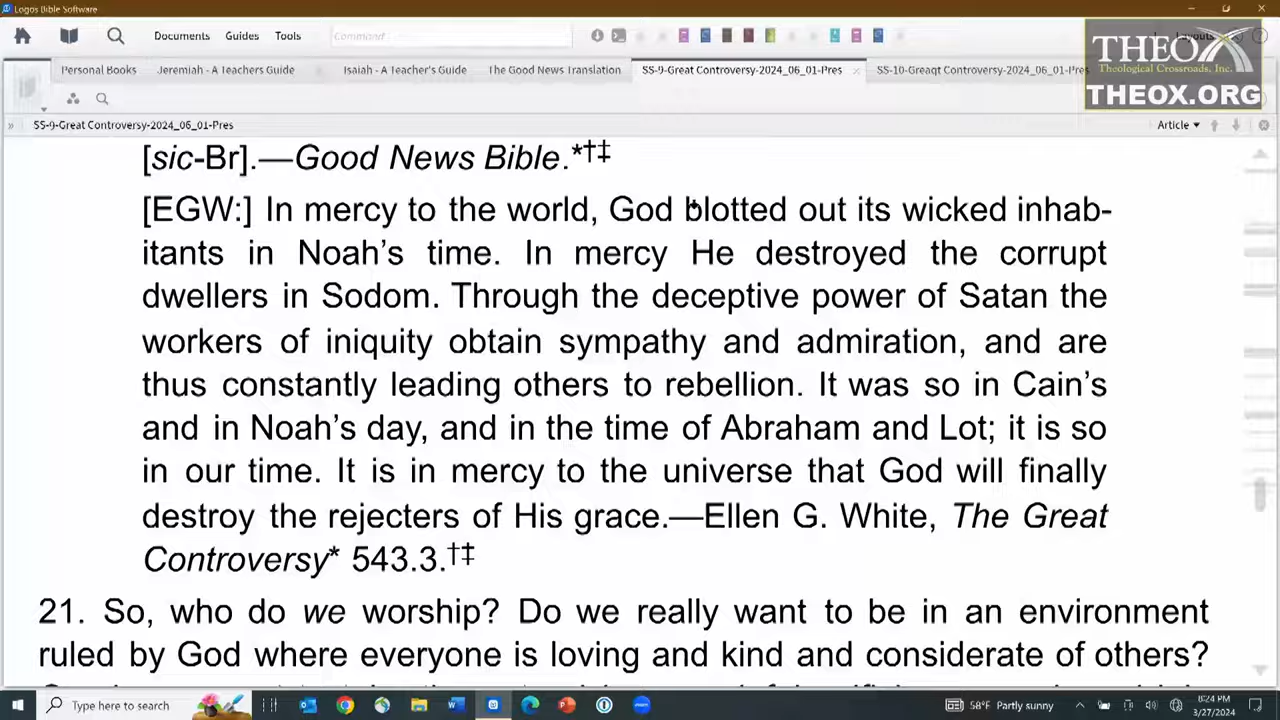 Logos Bible Software
Documents Guides Tools Command
THEOX
Theological Crossroads, Inc.
THEOX.ORG
Personal Books Jeremiah - A Teachers Guide Isaiah - A Teachers Guide The Good News Translation SS-9-Great Controversy-2024_06_01-Pres SS-10-Greaqt Controversy-2024_06_01-Pres
SS-9-Great Controversy-2024_06_01-Pres Article
[sic-Br].—Good News Bible.*†‡
[EGW:] In mercy to the world, God blotted out its wicked inhab-
itants in Noah’s time. In mercy He destroyed the corrupt
dwellers in Sodom. Through the deceptive power of Satan the
workers of iniquity obtain sympathy and admiration, and are
thus constantly leading others to rebellion. It was so in Cain’s
and in Noah’s day, and in the time of Abraham and Lot; it is so
in our time. It is in mercy to the universe that God will finally
destroy the rejecters of His grace.—Ellen G. White, The Great
Controversy* 543.3.†‡
21. So, who do we worship? Do we really want to be in an environment
ruled by God where everyone is loving and kind and considerate of others?
Type here to search 58°F Partly sunny 8:24 PM
3/27/2024